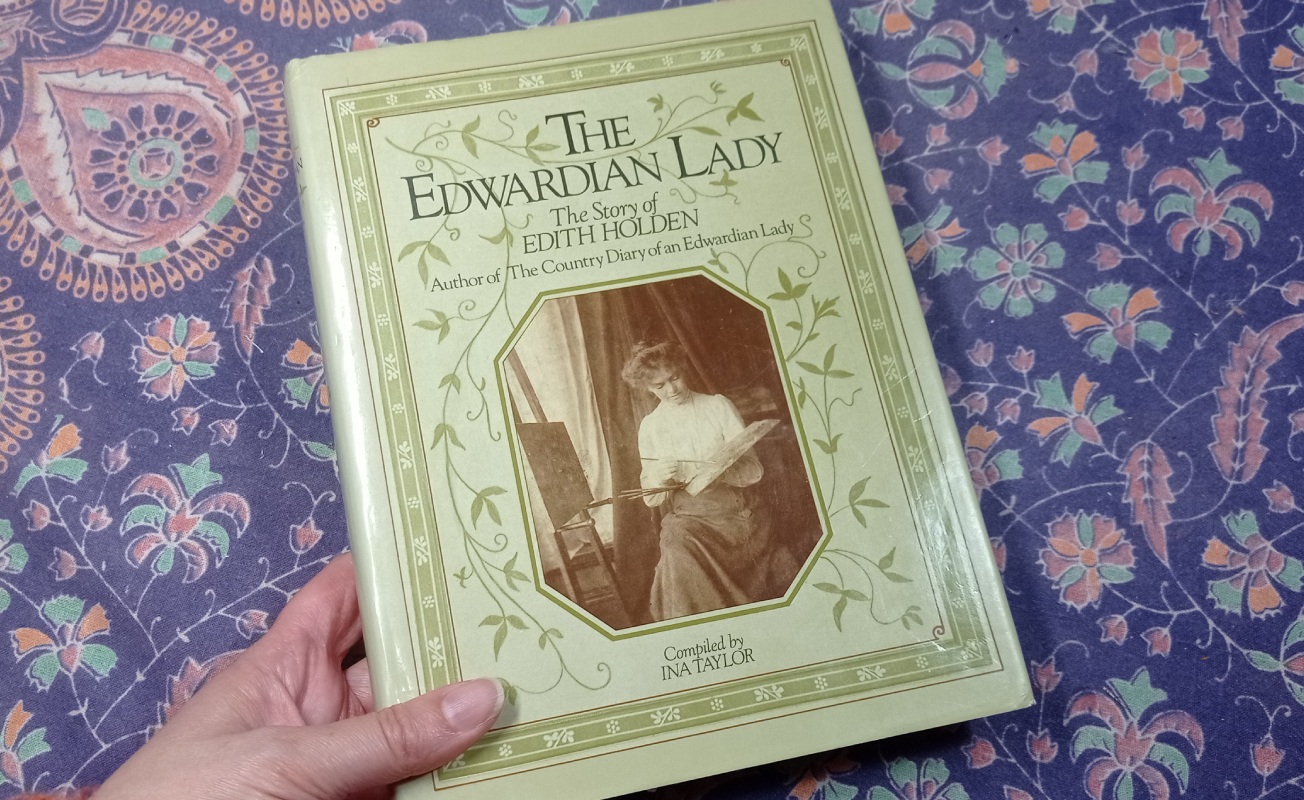 THE
EDWARDIAN LADY
The Story of
EDITH HOLDEN
Author of The Country Diary of an Edwardian Lady
Compiled by
INA TAYLOR